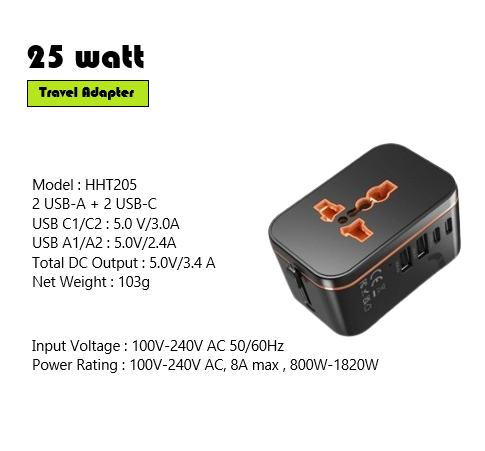 25 watt
Travel Adapter
Model : HHT205
2 USB-A + 2 USB-C
USB C1/C2 : 5.0 V/3.0A
USB A1/A2 : 5.0V/2.4A
Total DC Output : 5.0V/3.4 A
Net Weight : 103g
Input Voltage : 100V-240V AC 50/60Hz
Power Rating : 100V-240V AC, 8A max , 800W-1820W